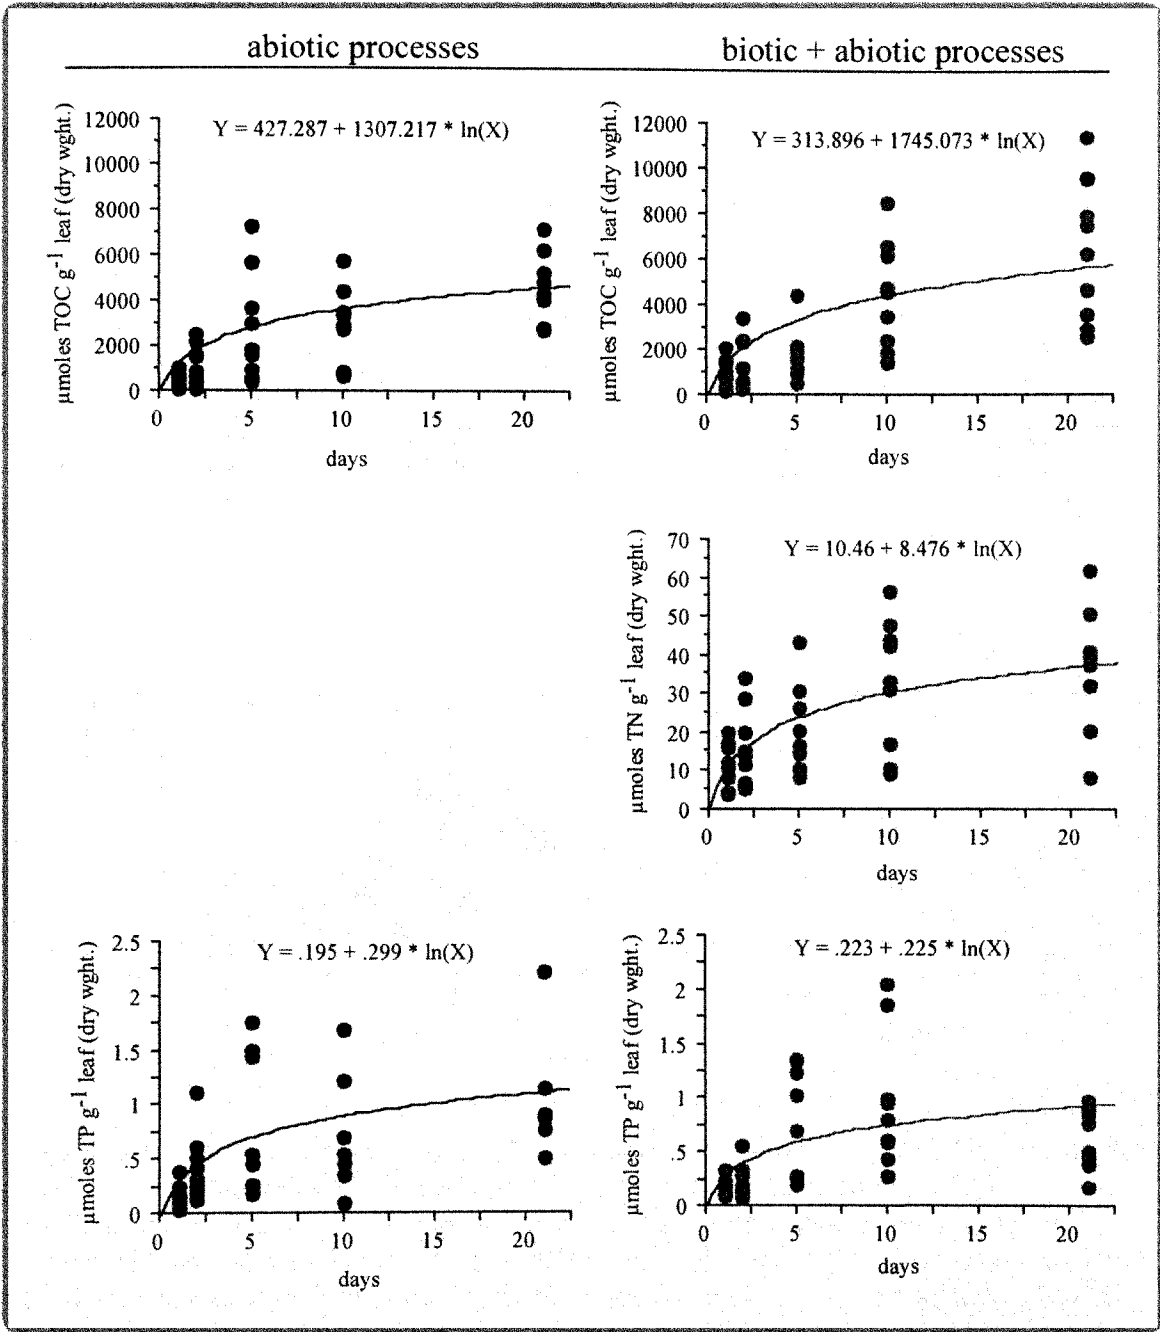 abiotic processes
biotic + abiotic processes
Y = 427.287 + 1307.217 * ln(X)
µmoles TOC g⁻¹ leaf (dry wght.)
12000
10000
8000
6000
4000
2000
0
0 5 10 15 20
days
Y = 313.896 + 1745.073 * ln(X)
µmoles TOC g⁻¹ leaf (dry wght.)
12000
10000
8000
6000
4000
2000
0
0 5 10 15 20
days
Y = 10.46 + 8.476 * ln(X)
µmoles TN g⁻¹ leaf (dry wght.)
70
60
50
40
30
20
10
0
0 5 10 15 20
days
Y = .195 + .299 * ln(X)
µmoles TP g⁻¹ leaf (dry wght.)
2.5
2
1.5
1
.5
0
0 5 10 15 20
days
Y = .223 + .225 * ln(X)
µmoles TP g⁻¹ leaf (dry wght.)
2.5
2
1.5
1
.5
0
0 5 10 15 20
days